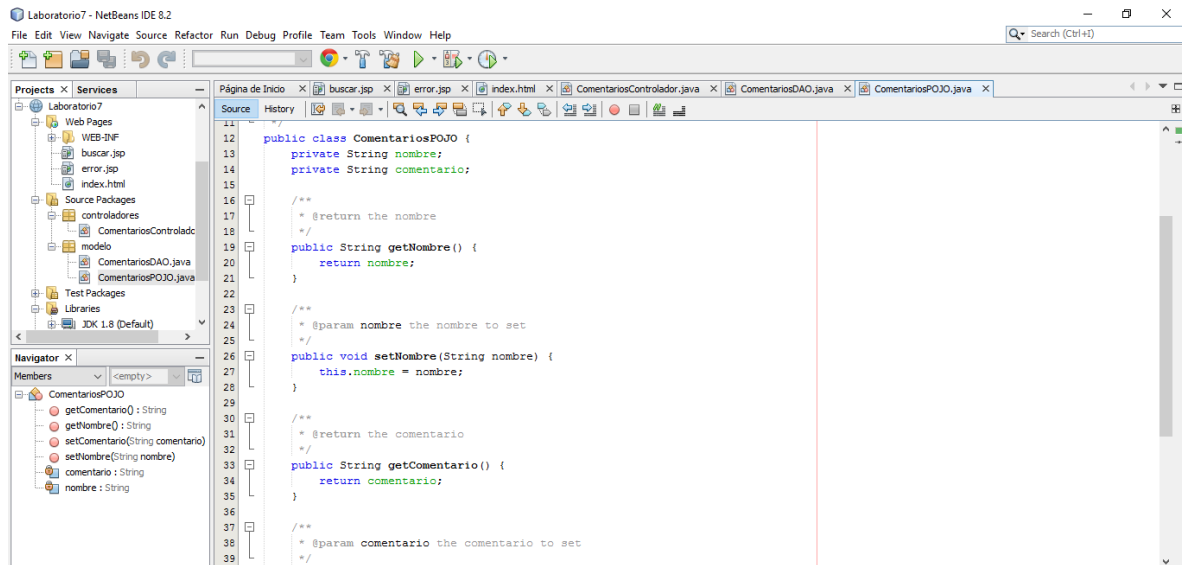 Laboratorio7 - NetBeans IDE 8.2
File Edit View Navigate Source Refactor Run Debug Profile Team Tools Window Help
Search (Ctrl+I)
Projects Services
Página de Inicio buscar.jsp error.jsp index.html ComentariosControlador.java ComentariosDAO.java ComentariosPOJO.java
Source History
Laboratorio7
Web Pages
WEB-INF
buscar.jsp
error.jsp
index.html
Source Packages
controladores
ComentariosControladc
modelo
ComentariosDAO.java
ComentariosPOJO.java
Test Packages
Libraries
JDK 1.8 (Default)
Navigator
Members <empty>
ComentariosPOJO
getComentario() : String
getNombre() : String
setComentario(String comentario)
setNombre(String nombre)
comentario : String
nombre : String
11 */
12 public class ComentariosPOJO {
13 private String nombre;
14 private String comentario;
15
16 /**
17 * @return the nombre
18 */
19 public String getNombre() {
20 return nombre;
21 }
22
23 /**
24 * @param nombre the nombre to set
25 */
26 public void setNombre(String nombre) {
27 this.nombre = nombre;
28 }
29
30 /**
31 * @return the comentario
32 */
33 public String getComentario() {
34 return comentario;
35 }
36
37 /**
38 * @param comentario the comentario to set
39 */